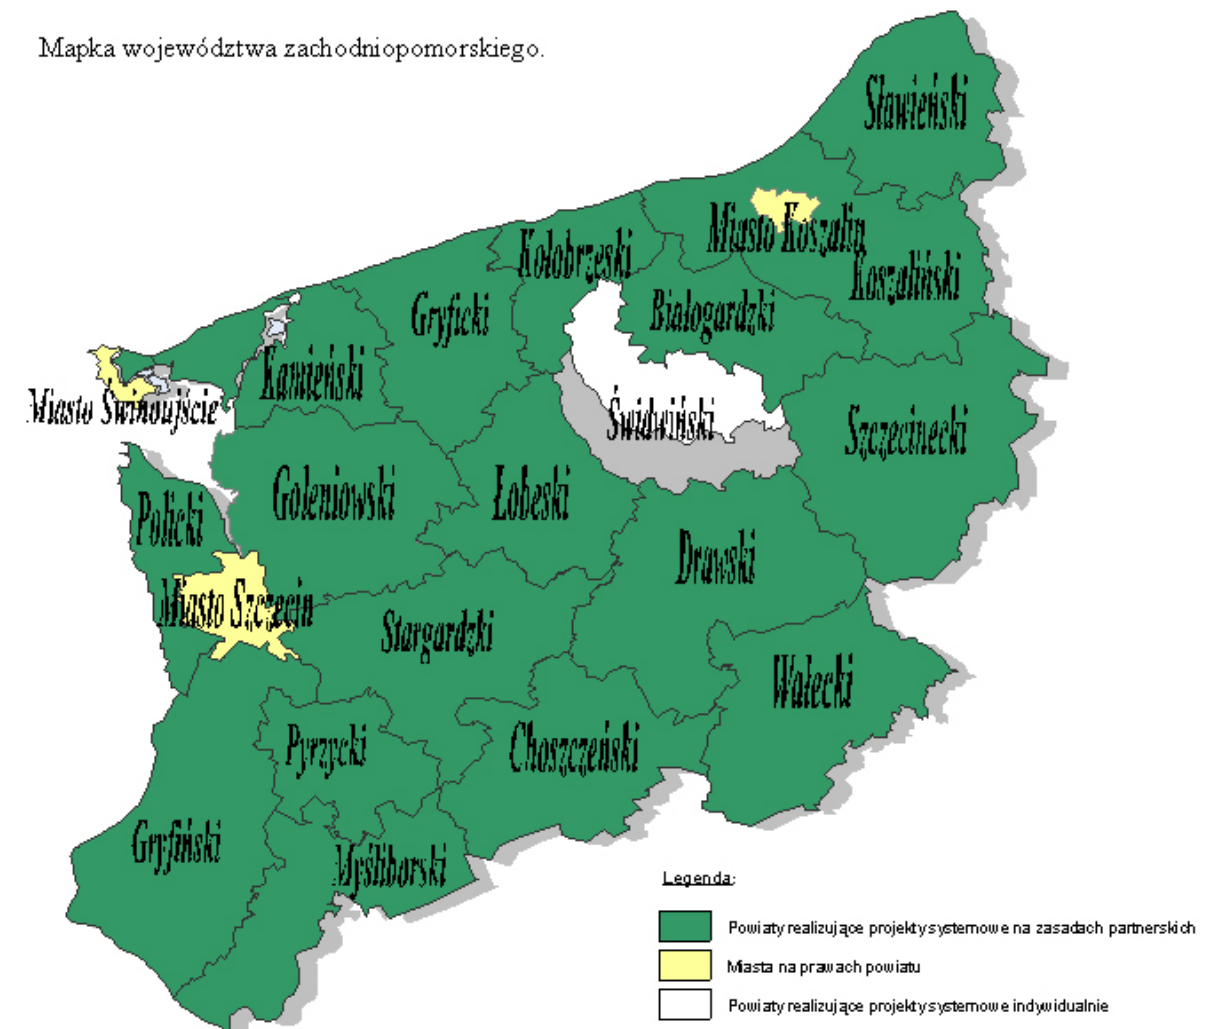 Mapka województwa zachodniopomorskiego.
Sławieński
Miasto Koszalin
Kołobrzeski
Koszaliński
Białogardzki
Gryficki
Kamieński
Miasto Świnoujście
Świdwiński
Szczecinecki
Goleniowski
Łobeski
Policki
Drawski
Miasto Szczecin
Stargardzki
Wałecki
Pyrzycki
Choszczeński
Gryfiński
Myśliborski
Legenda:
Powiaty realizujące projekty systemowe na zasadach partnerskich
Miasta na prawach powiatu
Powiaty realizujące projekty systemowe indywidualnie